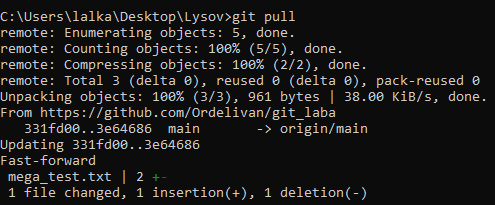 C:\Users\lalka\Desktop\Lysov>git pull
remote: Enumerating objects: 5, done.
remote: Counting objects: 100% (5/5), done.
remote: Compressing objects: 100% (2/2), done.
remote: Total 3 (delta 0), reused 0 (delta 0), pack-reused 0
Unpacking objects: 100% (3/3), 961 bytes | 38.00 KiB/s, done.
From https://github.com/Ordelivan/git_laba
   331fd00..3e64686  main       -> origin/main
Updating 331fd00..3e64686
Fast-forward
 mega_test.txt | 2 +-
 1 file changed, 1 insertion(+), 1 deletion(-)